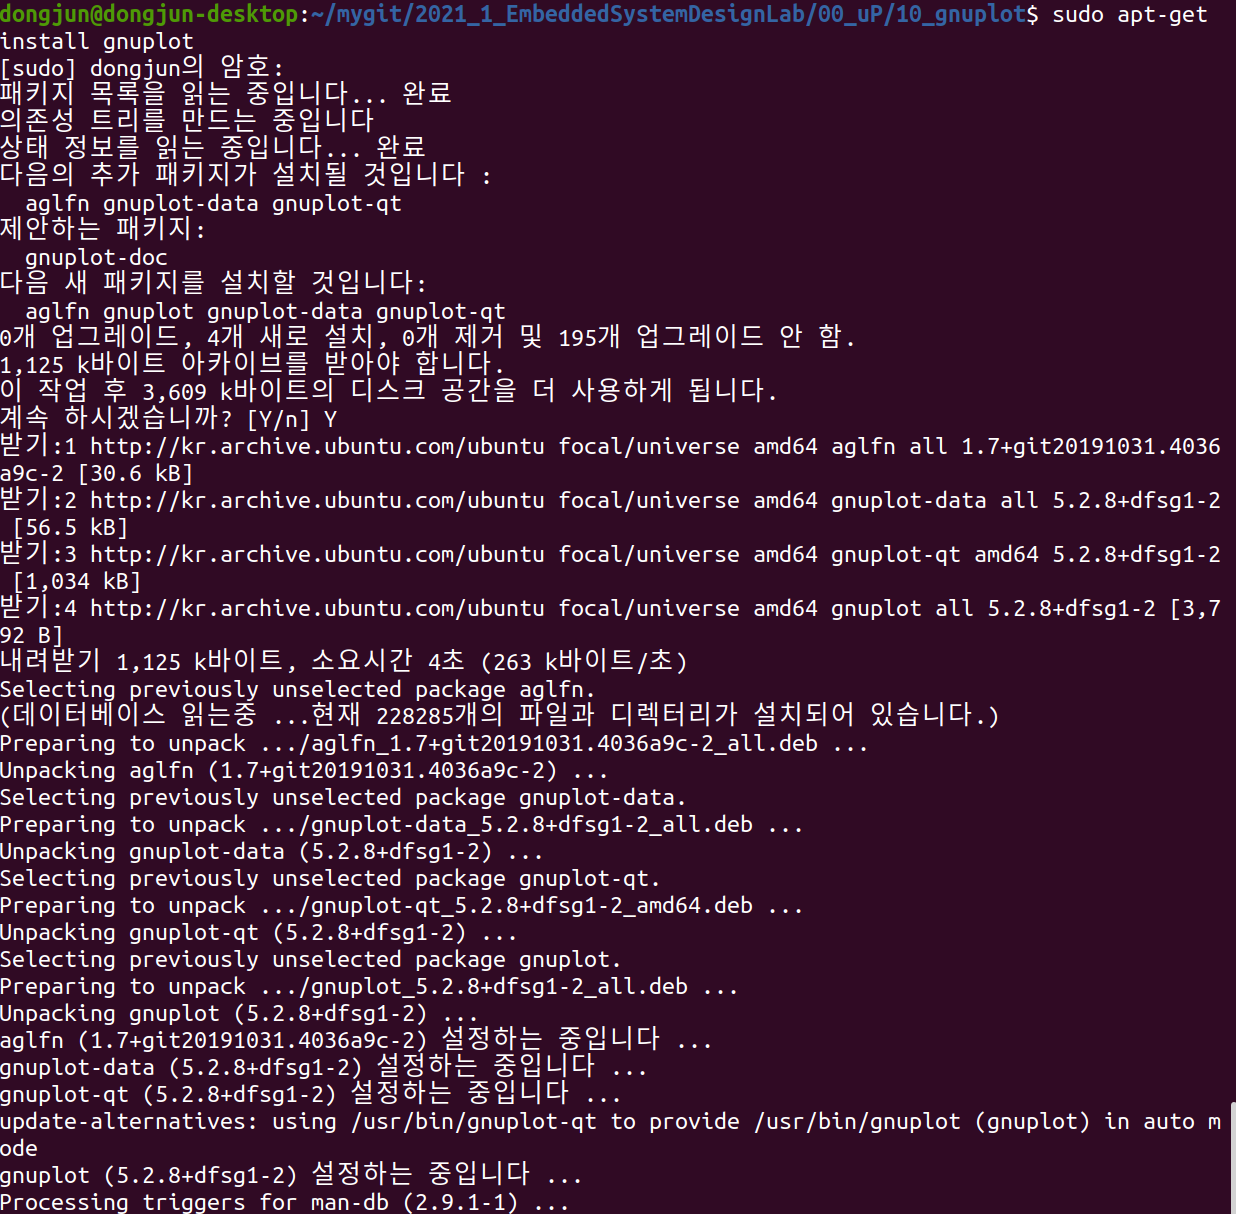 dongjun@dongjun-desktop:~/mygit/2021_1_EmbeddedSystemDesignLab/00_uP/10_gnuplot$ sudo apt-get
install gnuplot
[sudo] dongjun의 암호:
패키지 목록을 읽는 중입니다... 완료
의존성 트리를 만드는 중입니다
상태 정보를 읽는 중입니다... 완료
다음의 추가 패키지가 설치될 것입니다 :
  aglfn gnuplot-data gnuplot-qt
제안하는 패키지:
  gnuplot-doc
다음 새 패키지를 설치할 것입니다:
  aglfn gnuplot gnuplot-data gnuplot-qt
0개 업그레이드, 4개 새로 설치, 0개 제거 및 195개 업그레이드 안 함.
1,125 k바이트 아카이브를 받아야 합니다.
이 작업 후 3,609 k바이트의 디스크 공간을 더 사용하게 됩니다.
계속 하시겠습니까? [Y/n] Y
받기:1 http://kr.archive.ubuntu.com/ubuntu focal/universe amd64 aglfn all 1.7+git20191031.4036
a9c-2 [30.6 kB]
받기:2 http://kr.archive.ubuntu.com/ubuntu focal/universe amd64 gnuplot-data all 5.2.8+dfsg1-2
 [56.5 kB]
받기:3 http://kr.archive.ubuntu.com/ubuntu focal/universe amd64 gnuplot-qt amd64 5.2.8+dfsg1-2
 [1,034 kB]
받기:4 http://kr.archive.ubuntu.com/ubuntu focal/universe amd64 gnuplot all 5.2.8+dfsg1-2 [3,7
92 B]
내려받기 1,125 k바이트, 소요시간 4초 (263 k바이트/초)
Selecting previously unselected package aglfn.
(데이터베이스 읽는중 ...현재 228285개의 파일과 디렉터리가 설치되어 있습니다.)
Preparing to unpack .../aglfn_1.7+git20191031.4036a9c-2_all.deb ...
Unpacking aglfn (1.7+git20191031.4036a9c-2) ...
Selecting previously unselected package gnuplot-data.
Preparing to unpack .../gnuplot-data_5.2.8+dfsg1-2_all.deb ...
Unpacking gnuplot-data (5.2.8+dfsg1-2) ...
Selecting previously unselected package gnuplot-qt.
Preparing to unpack .../gnuplot-qt_5.2.8+dfsg1-2_amd64.deb ...
Unpacking gnuplot-qt (5.2.8+dfsg1-2) ...
Selecting previously unselected package gnuplot.
Preparing to unpack .../gnuplot_5.2.8+dfsg1-2_all.deb ...
Unpacking gnuplot (5.2.8+dfsg1-2) ...
aglfn (1.7+git20191031.4036a9c-2) 설정하는 중입니다 ...
gnuplot-data (5.2.8+dfsg1-2) 설정하는 중입니다 ...
gnuplot-qt (5.2.8+dfsg1-2) 설정하는 중입니다 ...
update-alternatives: using /usr/bin/gnuplot-qt to provide /usr/bin/gnuplot (gnuplot) in auto m
ode
gnuplot (5.2.8+dfsg1-2) 설정하는 중입니다 ...
Processing triggers for man-db (2.9.1-1) ...